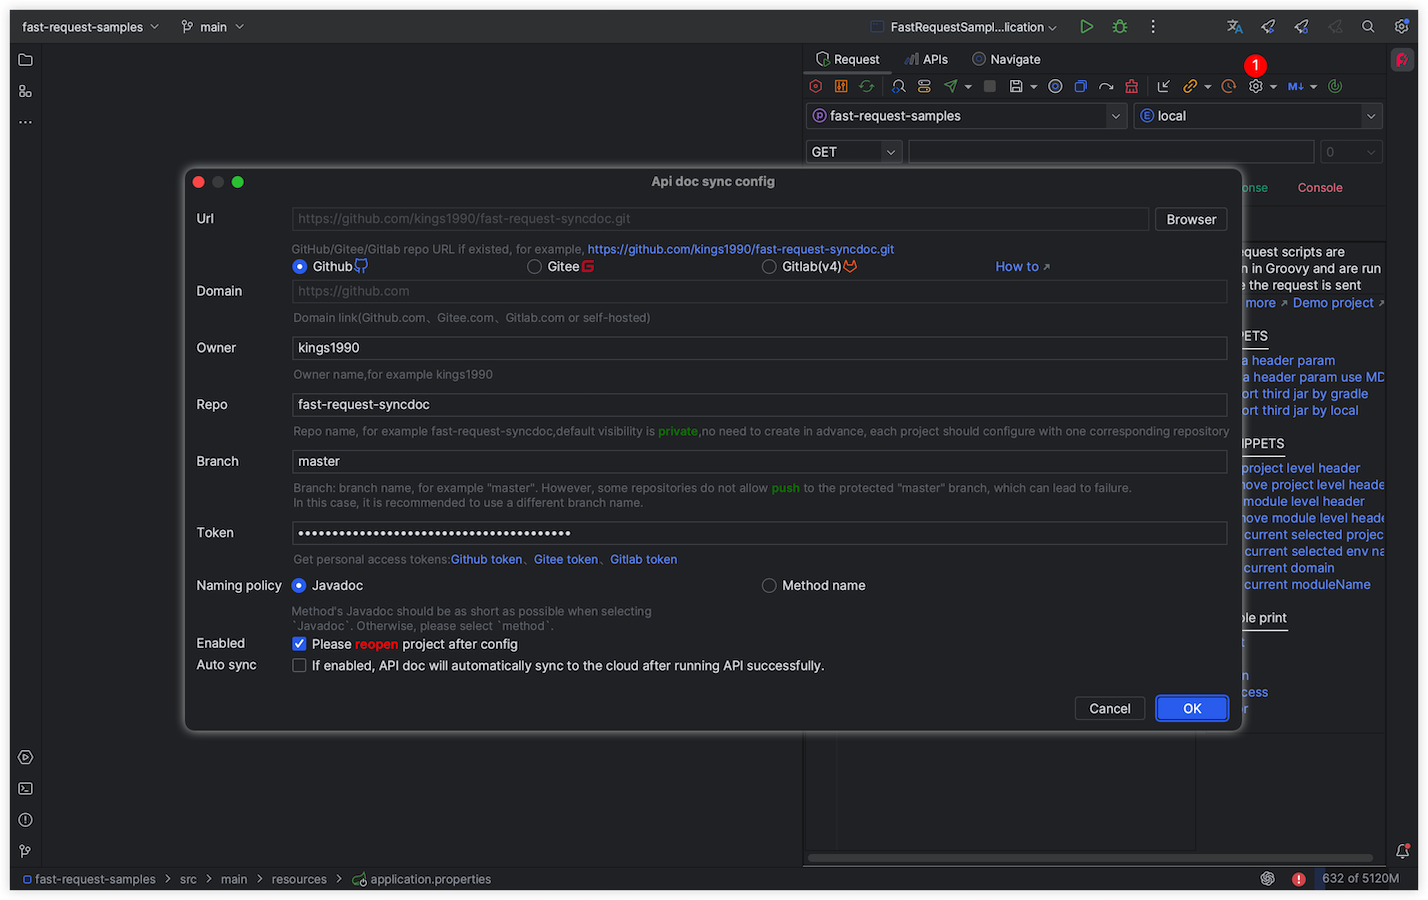 fast-request-samples
main
FastRequestSampl...lication
Request
APIs
Navigate
1
M↓
fast-request-samples
local
GET
0
Api doc sync config
Url
https://github.com/kings1990/fast-request-syncdoc.git
Browser
GitHub/Gitee/Gitlab repo URL if existed, for example, https://github.com/kings1990/fast-request-syncdoc.git
Github
Gitee
Gitlab(v4)
How to
Domain
https://github.com
Domain link(Github.com、Gitee.com、Gitlab.com or self-hosted)
Owner
kings1990
Owner name,for example kings1990
Repo
fast-request-syncdoc
Repo name, for example fast-request-syncdoc,default visibility is private,no need to create in advance, each project should configure with one corresponding repository
Branch
master
Branch: branch name, for example "master". However, some repositories do not allow push to the protected "master" branch, which can lead to failure.
In this case, it is recommended to use a different branch name.
Token
Get personal access tokens:Github token、Gitee token、Gitlab token
Naming policy
Javadoc
Method name
Method's Javadoc should be as short as possible when selecting
`Javadoc`. Otherwise, please select `method`.
Enabled
Please reopen project after config
Auto sync
If enabled, API doc will automatically sync to the cloud after running API successfully.
Cancel
OK
onse
Console
quest scripts are
n in Groovy and are run
e the request is sent
more
Demo project
PETS
a header param
a header param use MD
ort third jar by gradle
ort third jar by local
IPPETS
project level header
nove project level heade
module level header
nove module level heade
current selected projec
current selected env na
current domain
current moduleName
ple print
t
n
cess
r
fast-request-samples
src
main
resources
application.properties
632 of 5120M